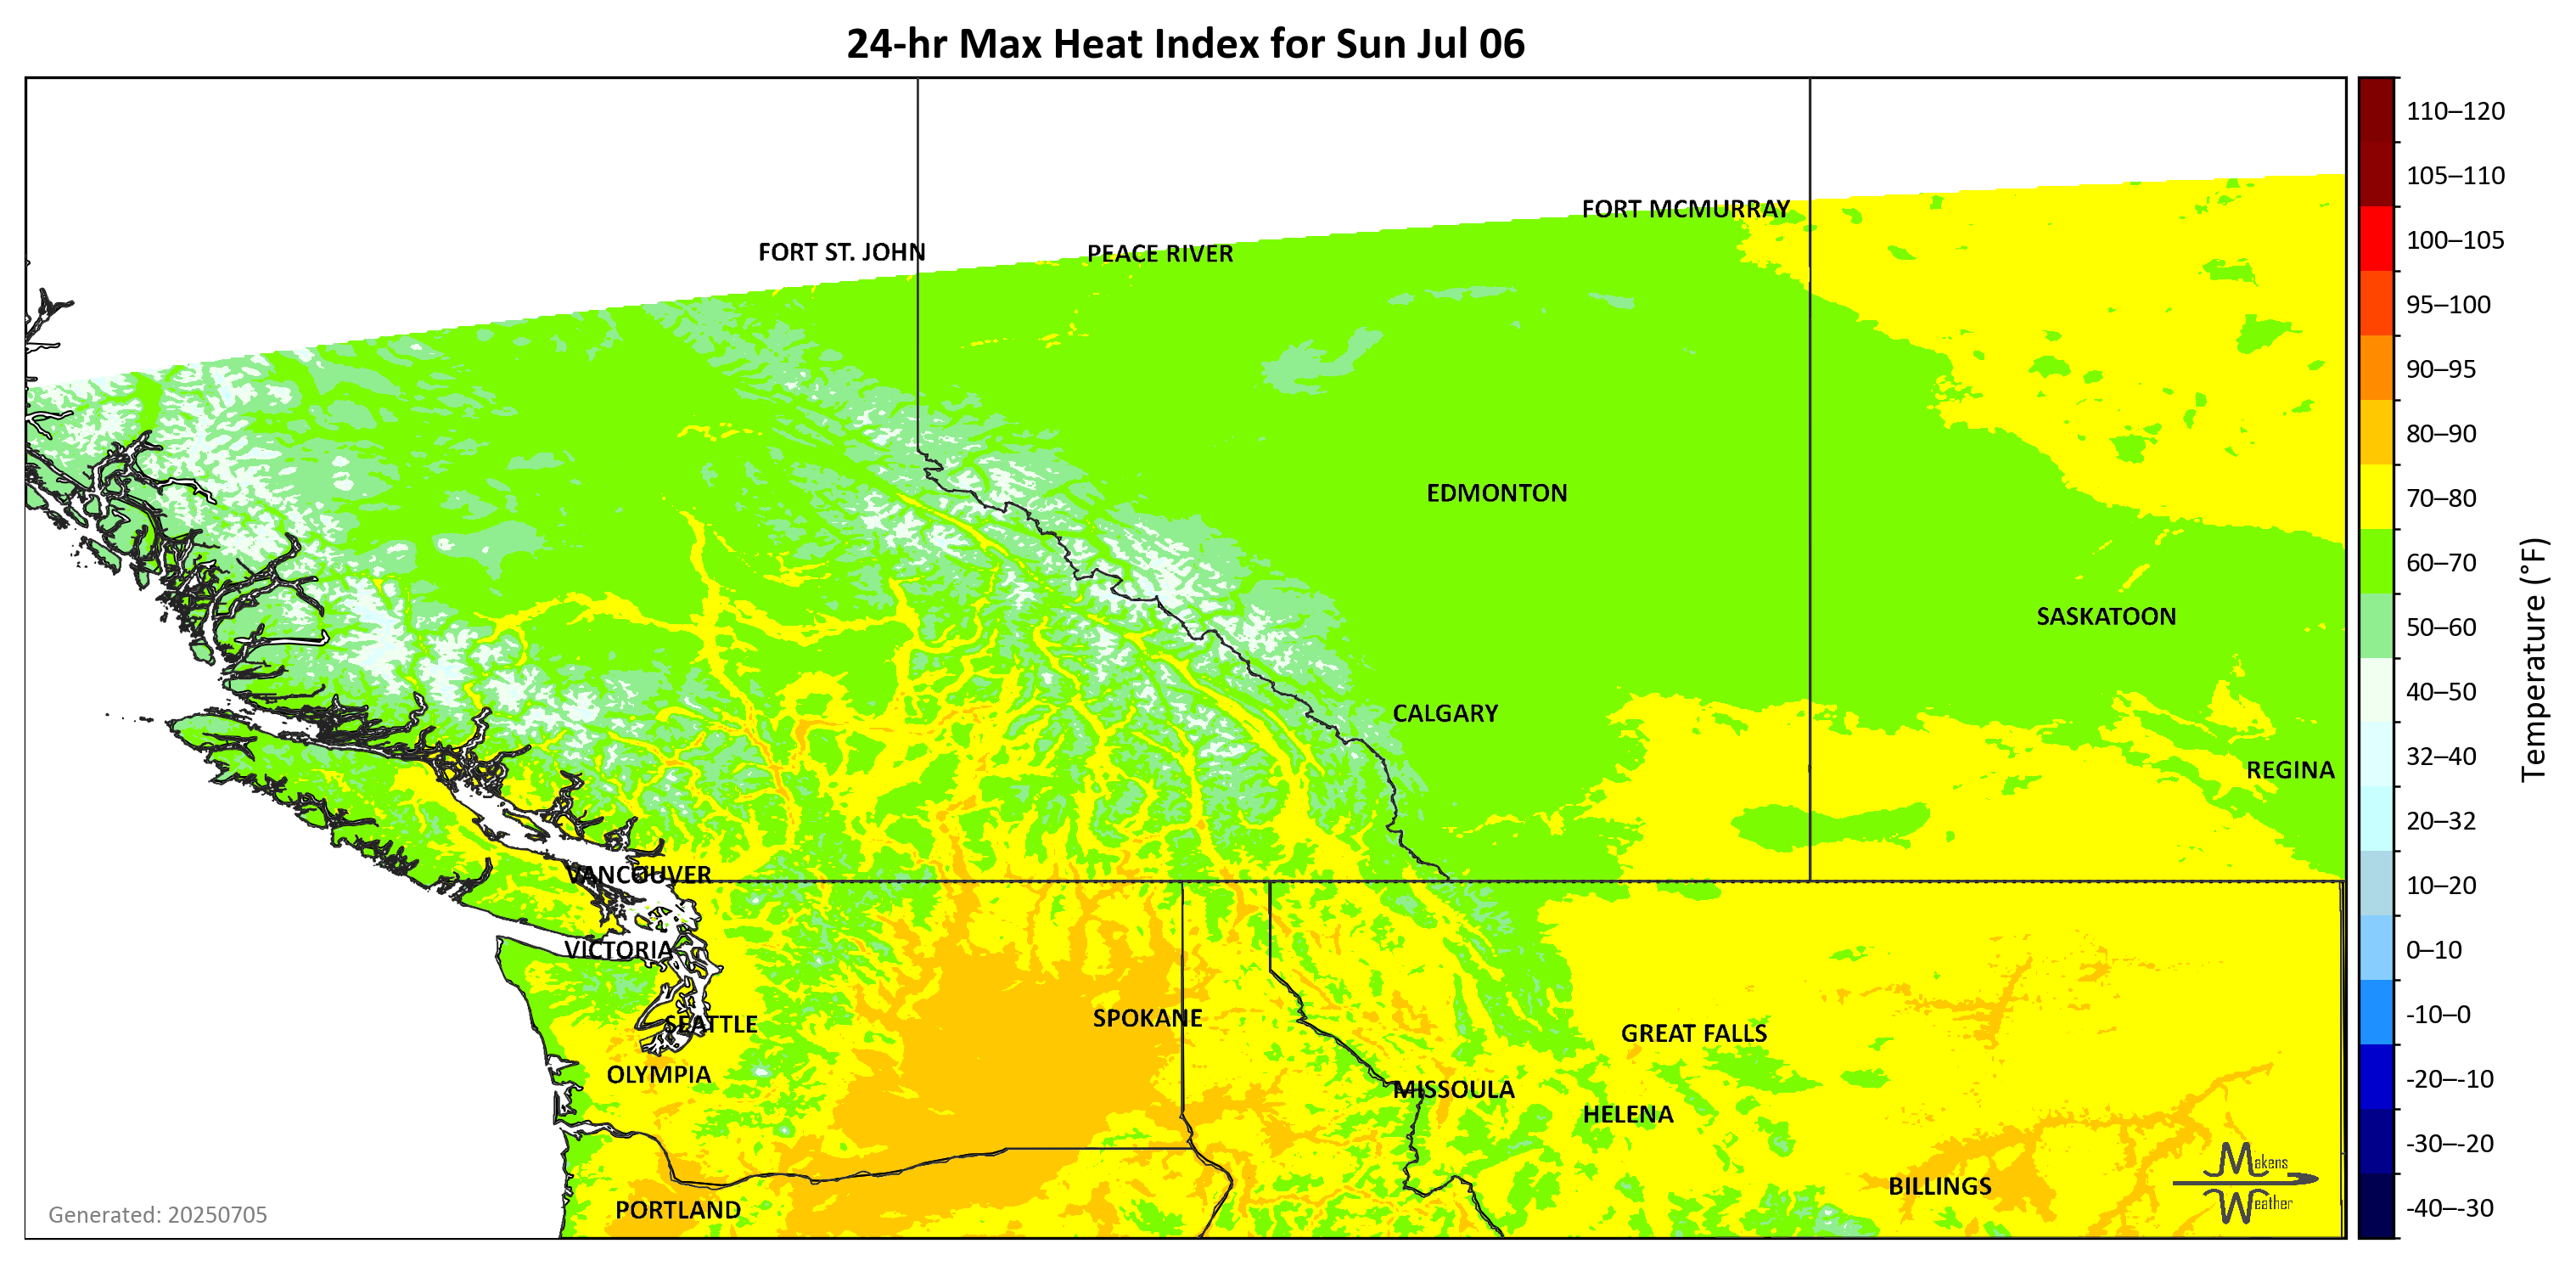 24-hr Max Heat Index for Sun Jul 06
FORT MCMURRAY
FORT ST. JOHN
PEACE RIVER
EDMONTON
SASKATOON
CALGARY
REGINA
VANCOUVER
VICTORIA
SPOKANE
SEATTLE
GREAT FALLS
OLYMPIA
MISSOULA
HELENA
BILLINGS
PORTLAND
Makens
Weather
Generated: 20250705
110–120
105–110
100–105
95–100
90–95
80–90
70–80
60–70
50–60
40–50
32–40
20–32
10–20
0–10
-10–0
-20–-10
-30–-20
-40–-30
Temperature (°F)